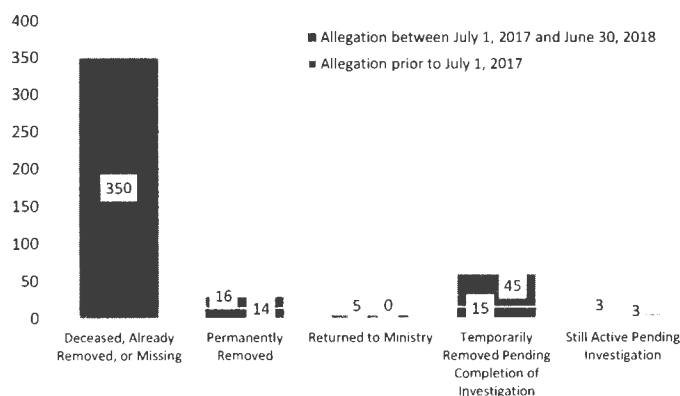 400
350
300
250
200
150
100
50
0
■ Allegation between July 1, 2017 and June 30, 2018
■ Allegation prior to July 1, 2017
350
16
14
5
0
45
15
3
3
Deceased, Already
Removed, or Missing
Permanently
Removed
Returned to Ministry
Temporarily
Removed Pending
Completion of
Investigation
Still Active Pending
Investigation